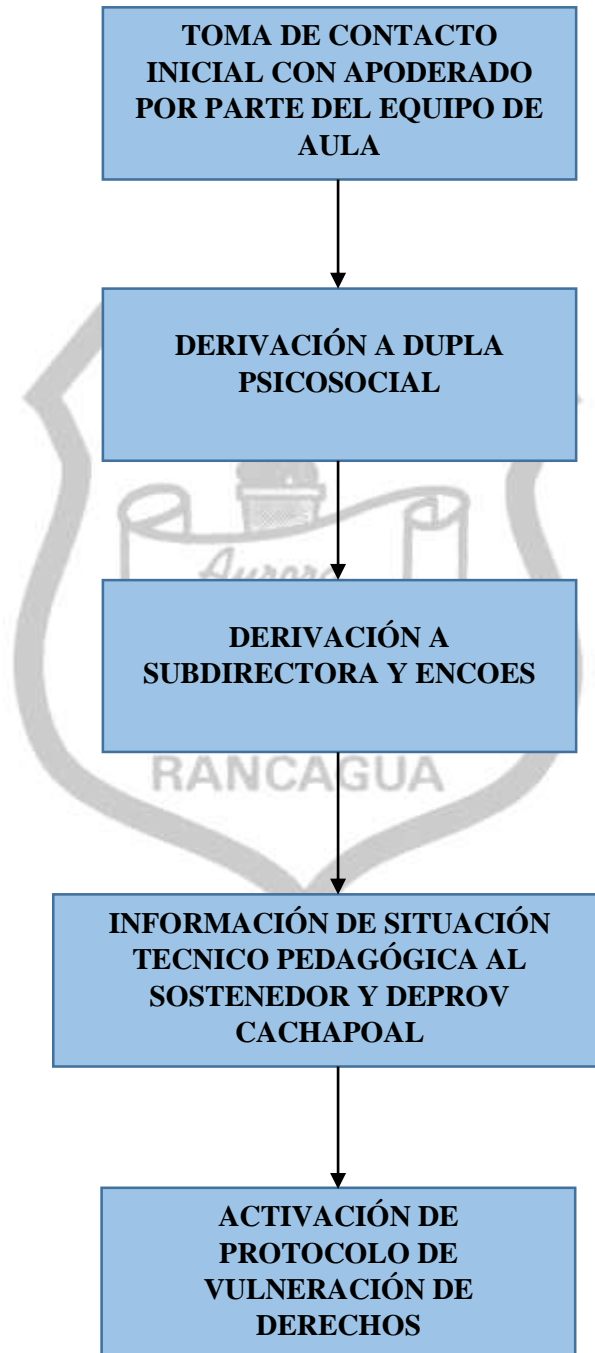 TOMA DE CONTACTO
INICIAL CON APODERADO
POR PARTE DEL EQUIPO DE
AULA
DERIVACIÓN A DUPLA
PSICOSOCIAL
Aurora
DERIVACIÓN A
SUBDIRECTORA Y ENCOES
RANCAGUA
INFORMACIÓN DE SITUACIÓN
TECNICO PEDAGÓGICA AL
SOSTENEDOR Y DEPROV
CACHAPOAL
ACTIVACIÓN DE
PROTOCOLO DE
VULNERACIÓN DE
DERECHOS